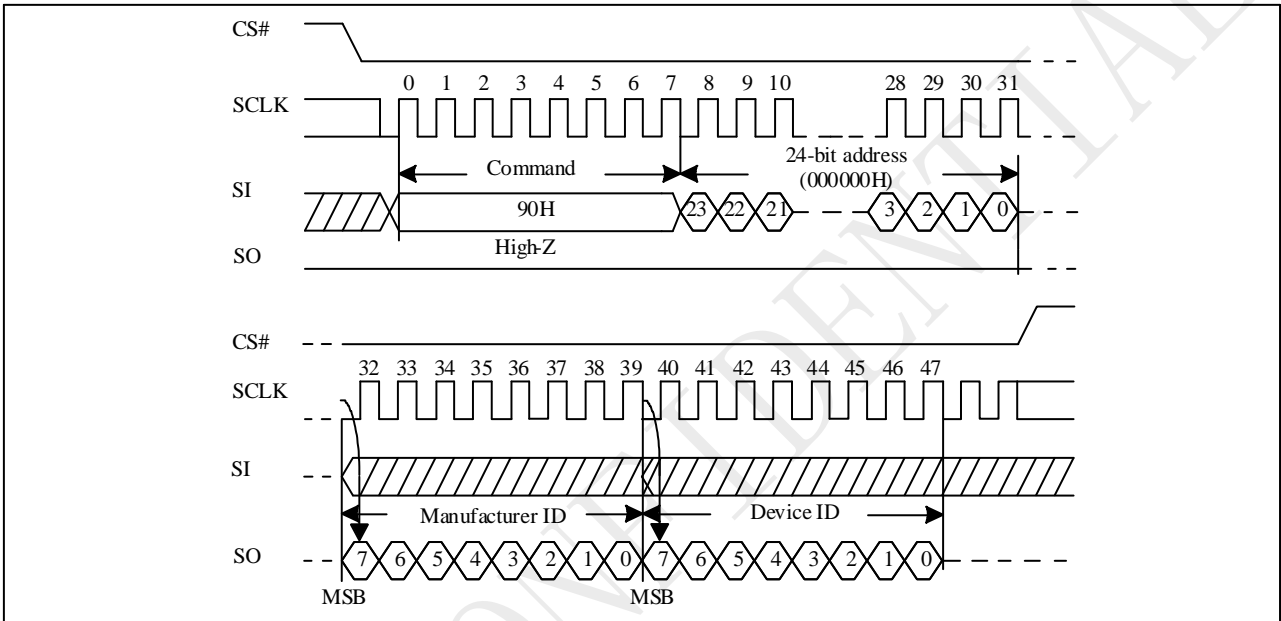 CS#
0 1 2 3 4 5 6 7 8 9 10 28 29 30 31
SCLK
Command
24-bit address
(000000H)
SI
90H 23 22 21 3 2 1 0
High-Z
SO
CS#
32 33 34 35 36 37 38 39 40 41 42 43 44 45 46 47
SCLK
SI
Manufacturer ID Device ID
SO 7 6 5 4 3 2 1 0 7 6 5 4 3 2 1 0
MSB MSB
CONFIDENTIAL